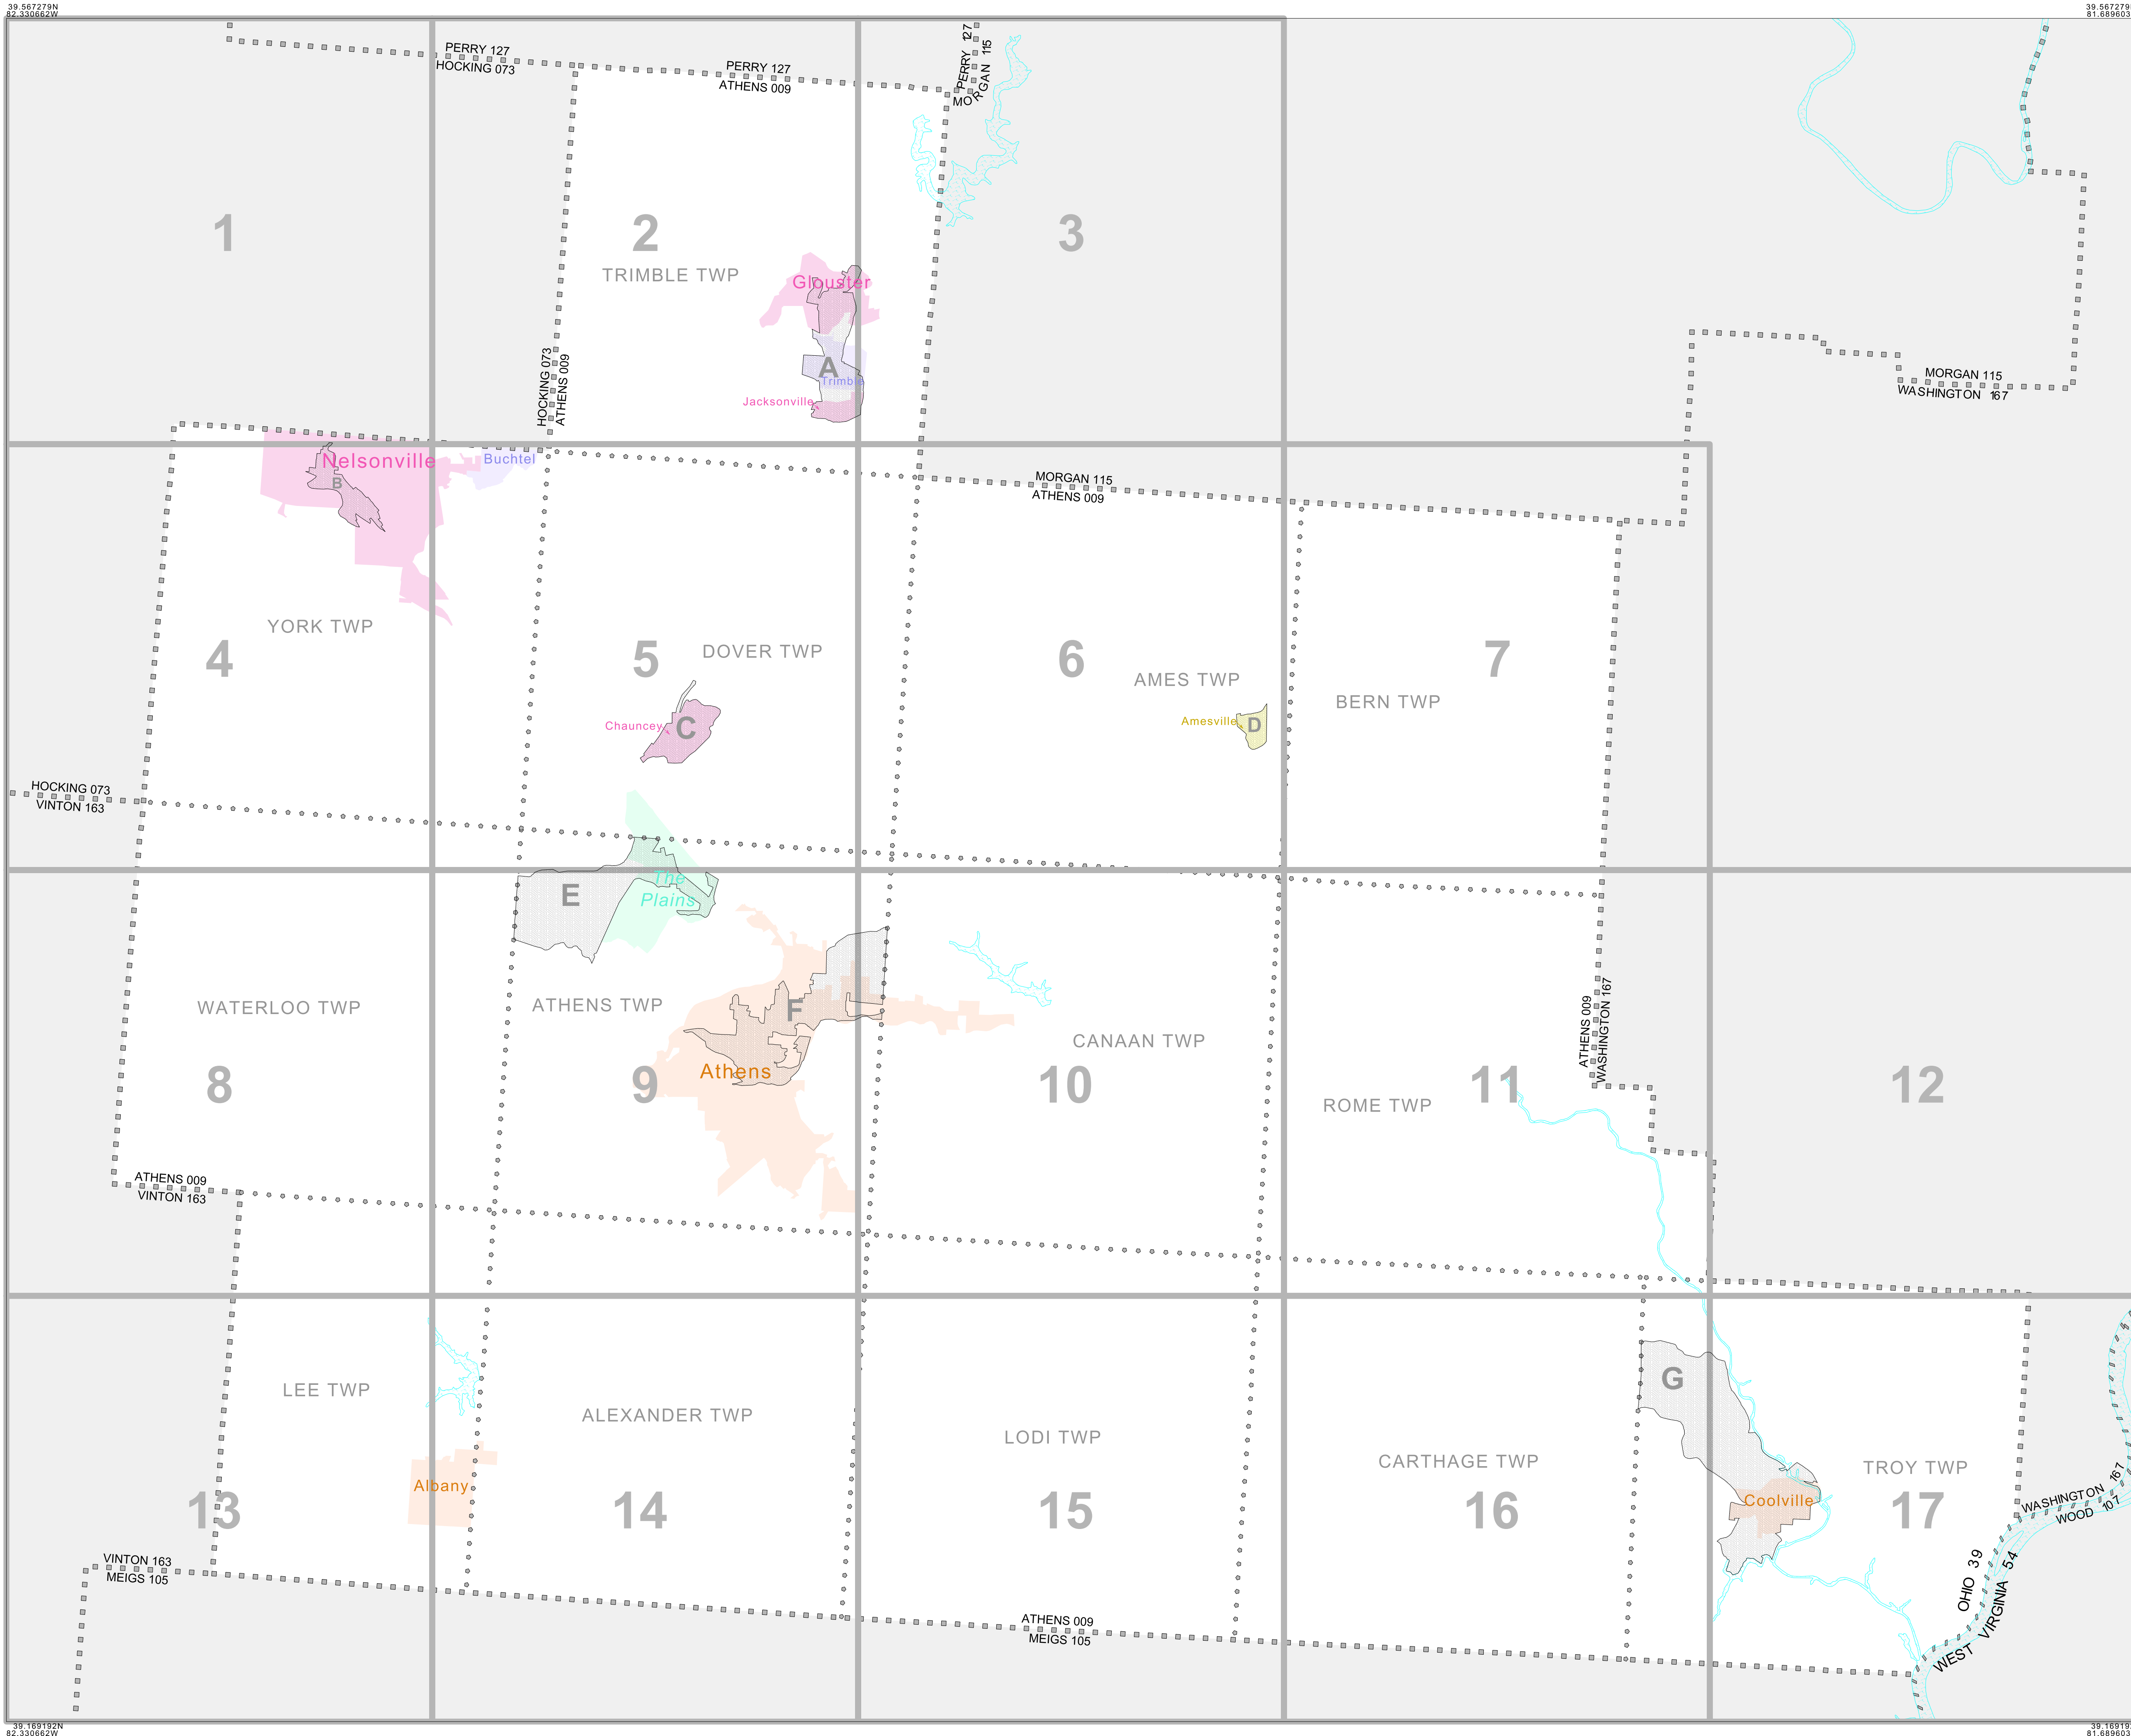 39.567279N
82.330662W
39.567279
81.689603
PERRY 127
HOCKING 073
PERRY 127
ATHENS 009
PERRY 127
MORGAN 115
1
2
3
TRIMBLE TWP
Glouster
A
Trimble
Jacksonville
HOCKING 073
ATHENS 009
MORGAN 115
WASHINGTON 167
Nelsonville
B
Buchtel
MORGAN 115
ATHENS 009
YORK TWP
4
5
DOVER TWP
6
AMES TWP
7
BERN TWP
Chauncey
C
Amesville
D
HOCKING 073
VINTON 163
E
The
Plains
WATERLOO TWP
ATHENS TWP
F
CANAAN TWP
ATHENS 009
WASHINGTON 167
Athens
8
9
10
11
12
ROME TWP
ATHENS 009
VINTON 163
LEE TWP
ALEXANDER TWP
LODI TWP
CARTHAGE TWP
G
TROY TWP
Albany
Coolville
13
14
15
16
17
WASHINGTON 167
WOOD 107
OHIO 39
WEST VIRGINIA 54
VINTON 163
MEIGS 105
ATHENS 009
MEIGS 105
39.169192N
82.330662W
39.16919
81.689603